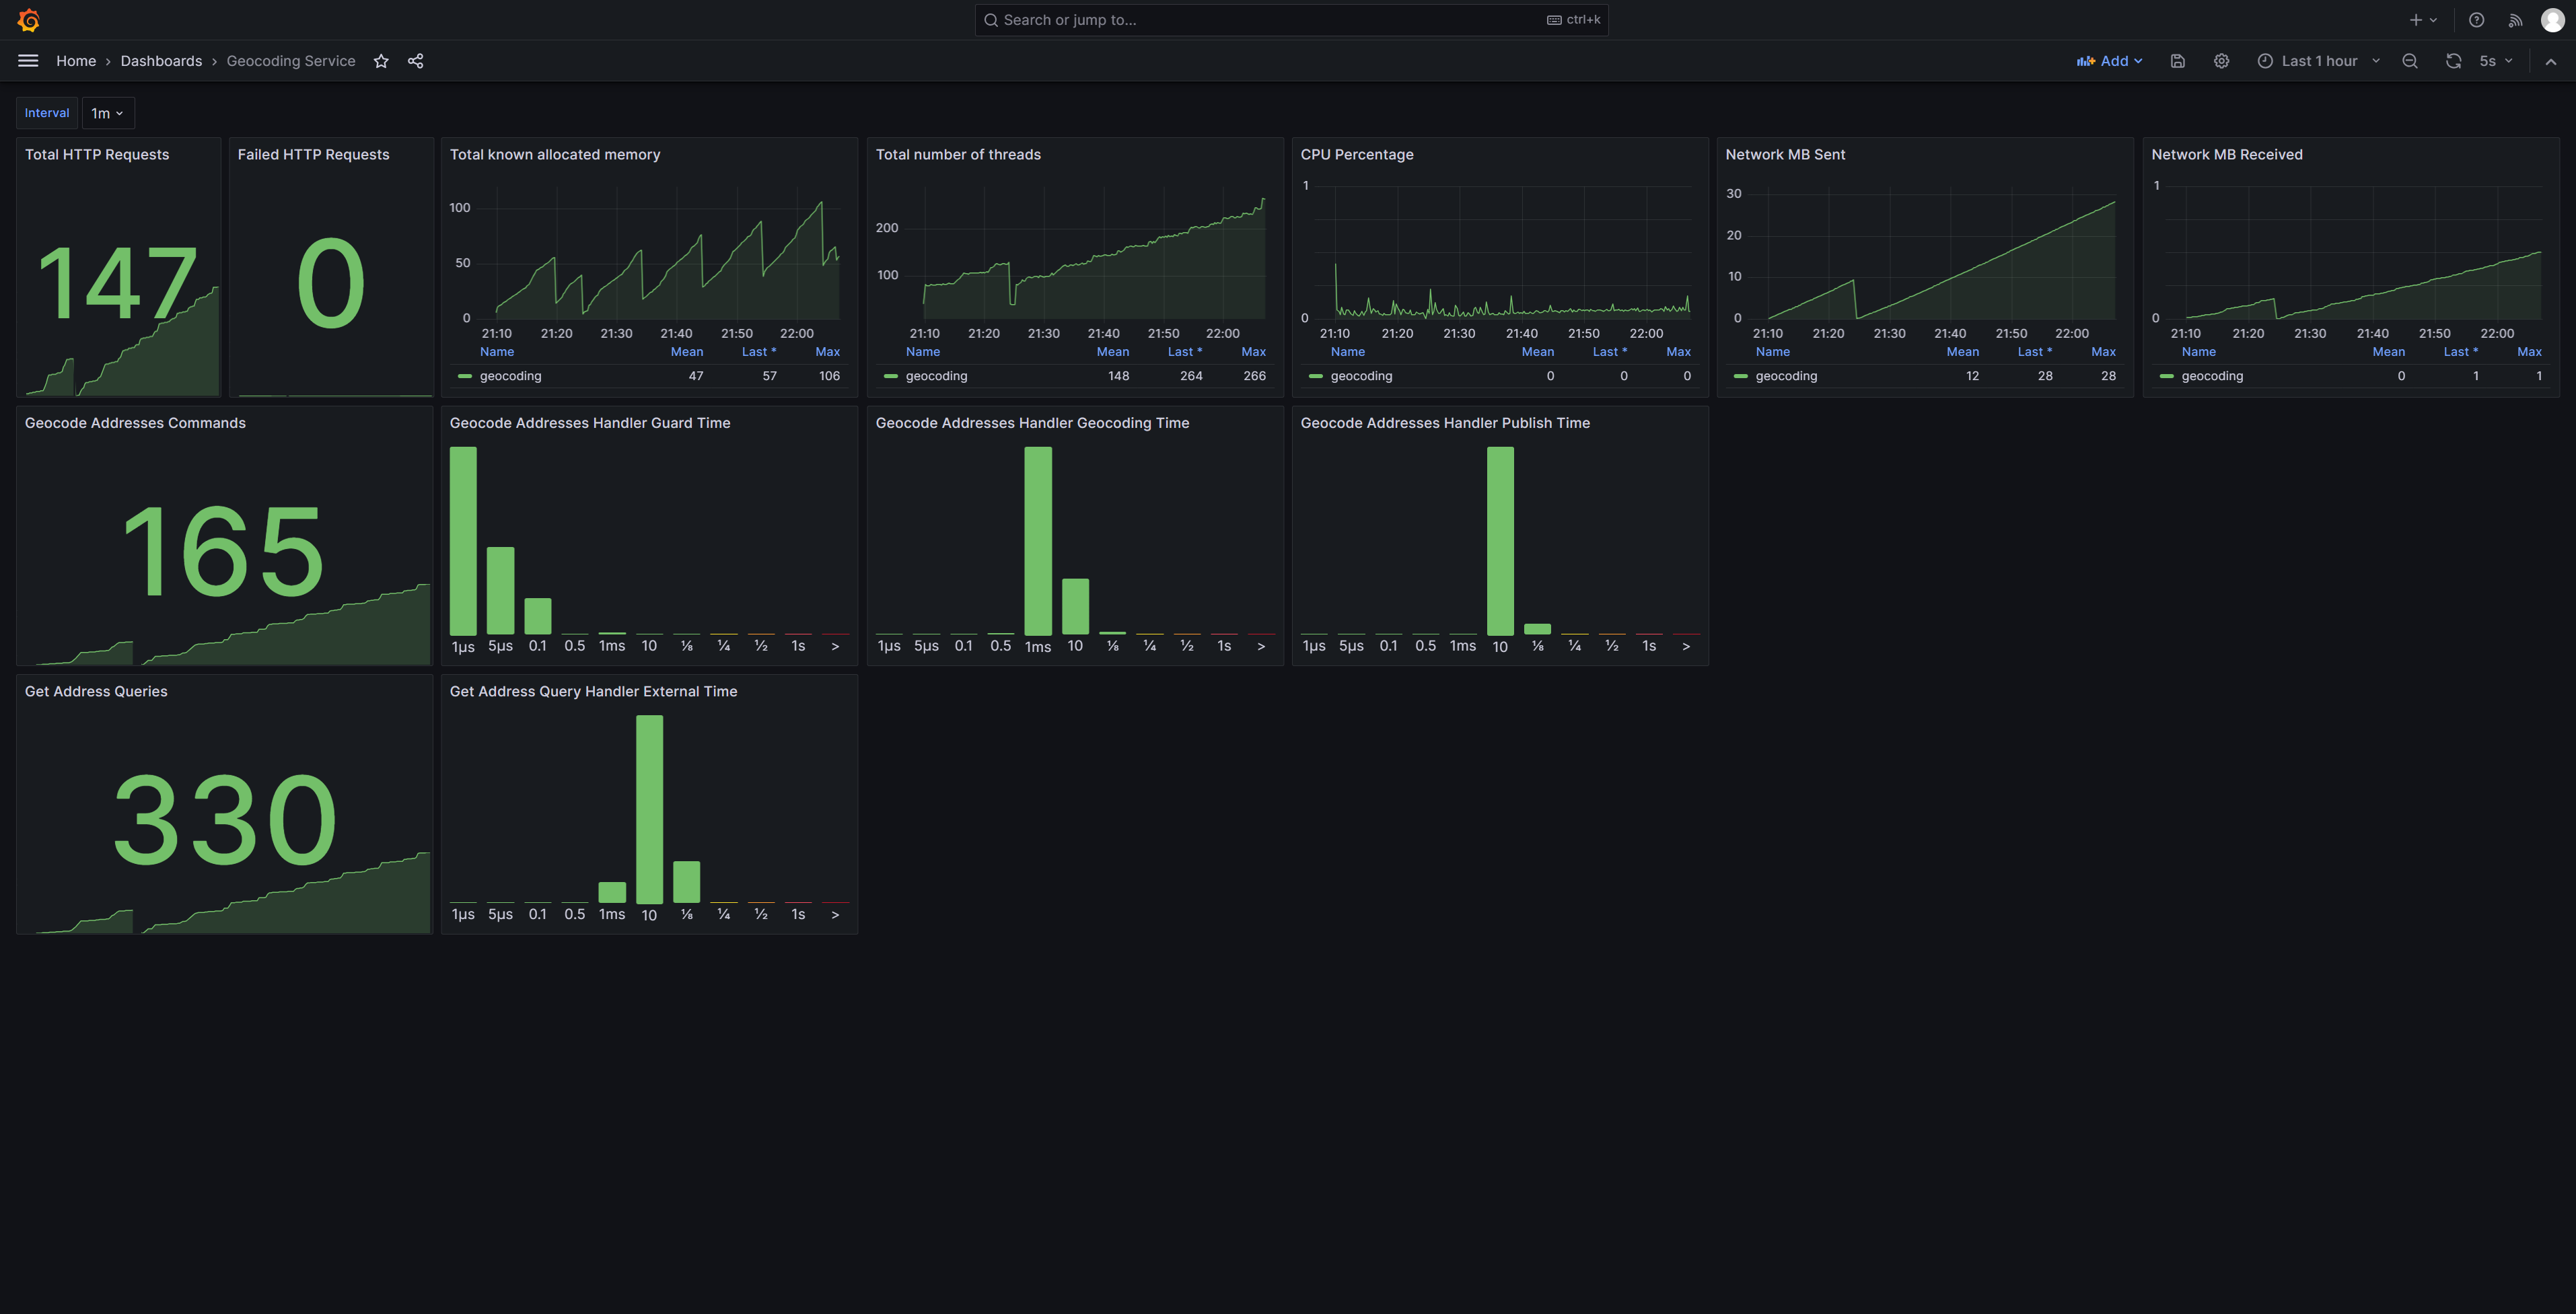 Search or jump to... ctrl+k
Home › Dashboards › Geocoding Service Add Last 1 hour 5s
Interval 1m
Total HTTP Requests
147
Failed HTTP Requests
0
Total known allocated memory
100
50
0
21:10 21:20 21:30 21:40 21:50 22:00
Name Mean Last * Max
geocoding 47 57 106
Total number of threads
200
100
21:10 21:20 21:30 21:40 21:50 22:00
Name Mean Last * Max
geocoding 148 264 266
CPU Percentage
1
0
21:10 21:20 21:30 21:40 21:50 22:00
Name Mean Last * Max
geocoding 0 0 0
Network MB Sent
30
20
10
0
21:10 21:20 21:30 21:40 21:50 22:00
Name Mean Last * Max
geocoding 12 28 28
Network MB Received
1
0
21:10 21:20 21:30 21:40 21:50 22:00
Name Mean Last * Max
geocoding 0 1 1
Geocode Addresses Commands
165
Geocode Addresses Handler Guard Time
1µs 5µs 0.1 0.5 1ms 10 ⅛ ¼ ½ 1s >
Geocode Addresses Handler Geocoding Time
1µs 5µs 0.1 0.5 1ms 10 ⅛ ¼ ½ 1s >
Geocode Addresses Handler Publish Time
1µs 5µs 0.1 0.5 1ms 10 ⅛ ¼ ½ 1s >
Get Address Queries
330
Get Address Query Handler External Time
1µs 5µs 0.1 0.5 1ms 10 ⅛ ¼ ½ 1s >